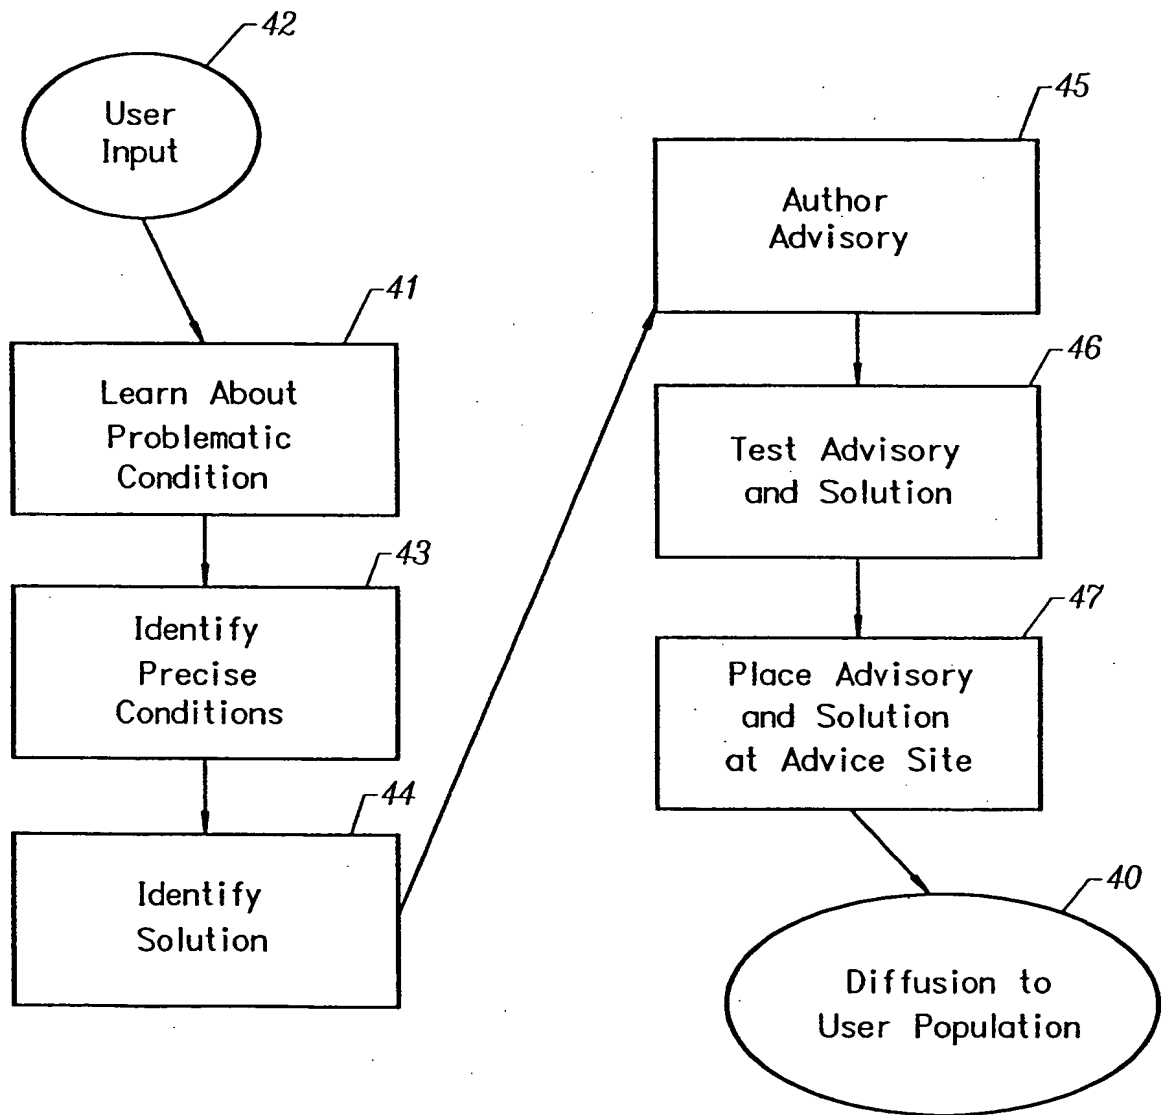 42
User
Input
41
Learn About
Problematic
Condition
43
Identify
Precise
Conditions
44
Identify
Solution
45
Author
Advisory
46
Test Advisory
and Solution
47
Place Advisory
and Solution
at Advice Site
40
Diffusion to
User Population